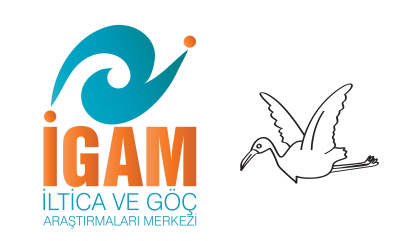 İGAM
İLTİCA VE GÖÇ
ARAŞTIRMALARI MERKEZİ